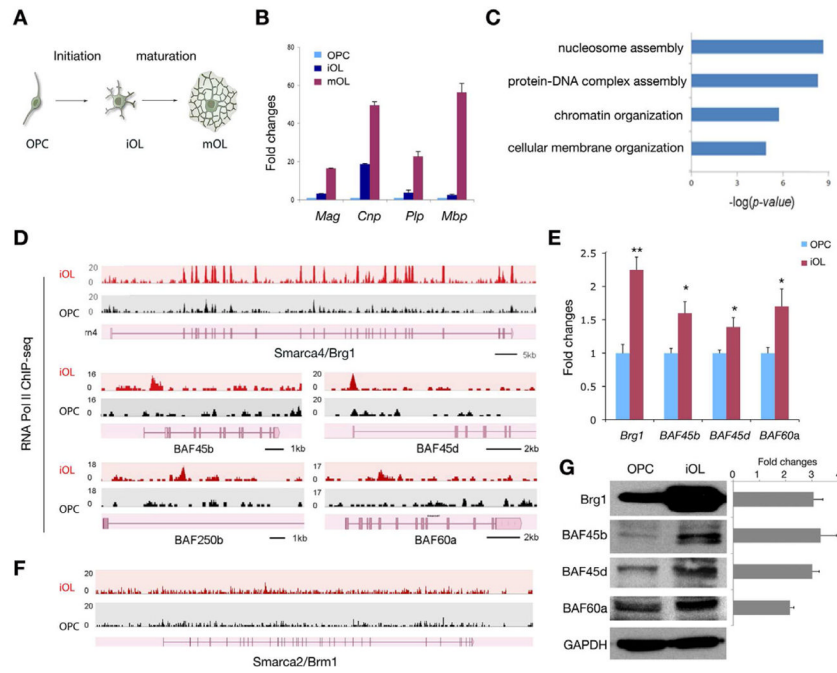 A
Initiation maturation
OPC iOL mOL
B
OPC
iOL
mOL
Fold changes
80
60
40
20
0
Mag Cnp Plp Mbp
C
nucleosome assembly
protein-DNA complex assembly
chromatin organization
cellular membrane organization
0 3 6 9
-log(p-value)
D
RNA Pol II ChIP-seq
iOL 20
0
OPC 20
0
rn4
Smarca4/Brg1 5kb
iOL 16 20
0 0
OPC 16 20
0 0
BAF45b 1kb BAF45d 2kb
iOL 18 17
0 0
OPC 18 17
0 0
BAF250b 1kb BAF60a 2kb
E
OPC
iOL
Fold changes
2.5
2
1.5
1
0.5
0
** * * *
Brg1 BAF45b BAF45d BAF60a
F
iOL 20
0
OPC 20
0
Smarca2/Brm1
G
OPC iOL Fold changes
0 1 2 3 4
Brg1
BAF45b
BAF45d
BAF60a
GAPDH